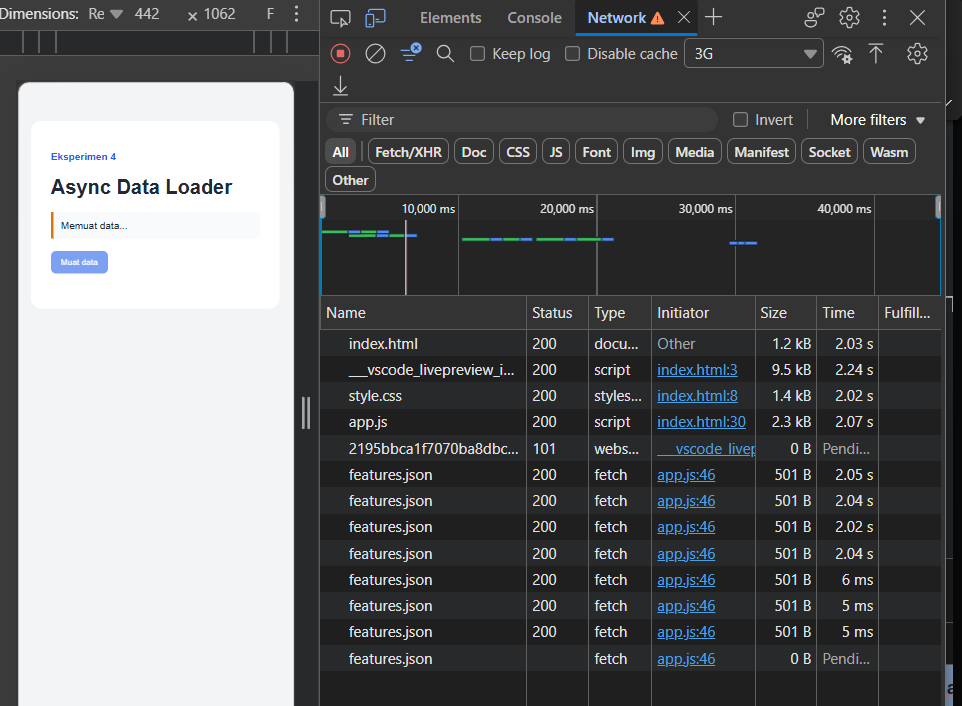 Dimensions: Re 442 × 1062 F
Elements Console Network
Keep log Disable cache 3G
Filter Invert More filters
All Fetch/XHR Doc CSS JS Font Img Media Manifest Socket Wasm
Other
10,000 ms 20,000 ms 30,000 ms 40,000 ms
Eksperimen 4
Async Data Loader
Memuat data...
Muat data
Name Status Type Initiator Size Time Fulfill...
index.html 200 docu... Other 1.2 kB 2.03 s
___vscode_livepreview_i... 200 script index.html:3 9.5 kB 2.24 s
style.css 200 styles... index.html:8 1.4 kB 2.02 s
app.js 200 script index.html:30 2.3 kB 2.07 s
2195bbca1f7070ba8dbc... 101 webs... ___vscode_livep 0 B Pendi...
features.json 200 fetch app.js:46 501 B 2.05 s
features.json 200 fetch app.js:46 501 B 2.04 s
features.json 200 fetch app.js:46 501 B 2.02 s
features.json 200 fetch app.js:46 501 B 2.04 s
features.json 200 fetch app.js:46 501 B 6 ms
features.json 200 fetch app.js:46 501 B 5 ms
features.json 200 fetch app.js:46 501 B 5 ms
features.json fetch app.js:46 0 B Pendi...